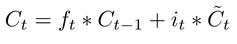 $C_t = f_t * C_{t-1} + i_t * \tilde{C}_t$